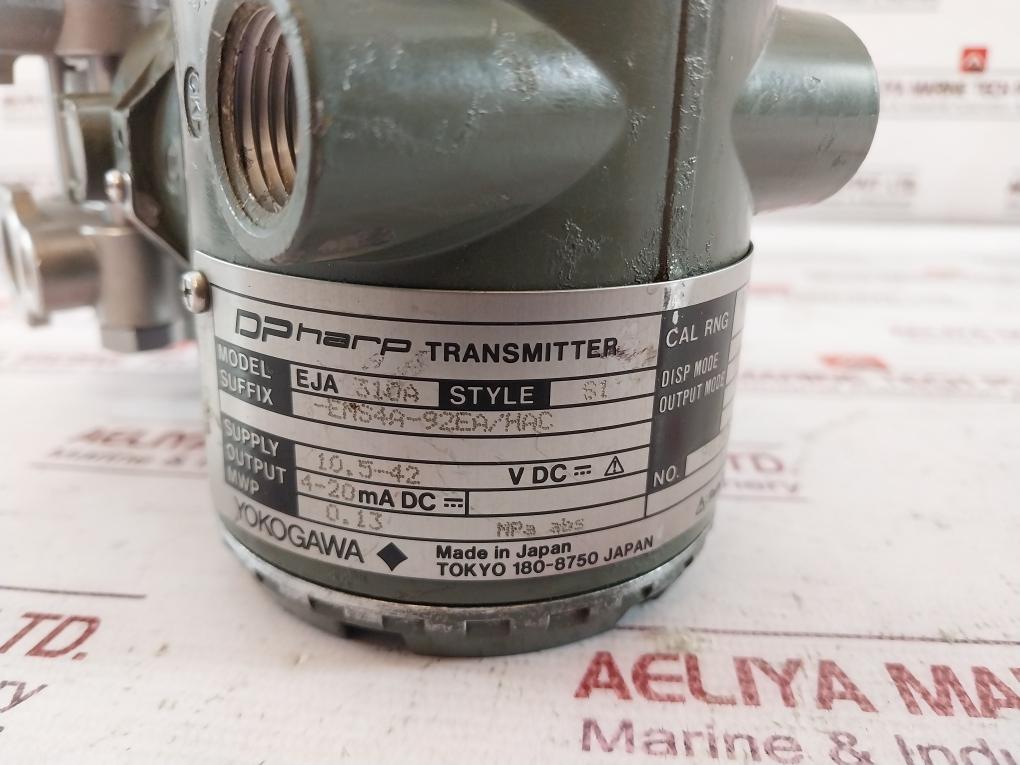 DPharp TRANSMITTER
MODEL EJA 310A STYLE S1
SUFFIX -EMS4A-92EA/HAC
SUPPLY 10.5-42 V DC ⎓ ⚠
OUTPUT 4-20 mA DC ⎓
MWP 0.13 MPa abs
YOKOGAWA ◆
Made in Japan
TOKYO 180-8750 JAPAN
CAL RNG
DISP MODE
OUTPUT MODE
NO.
LTD.
AELIYA MA
Marine & Indu